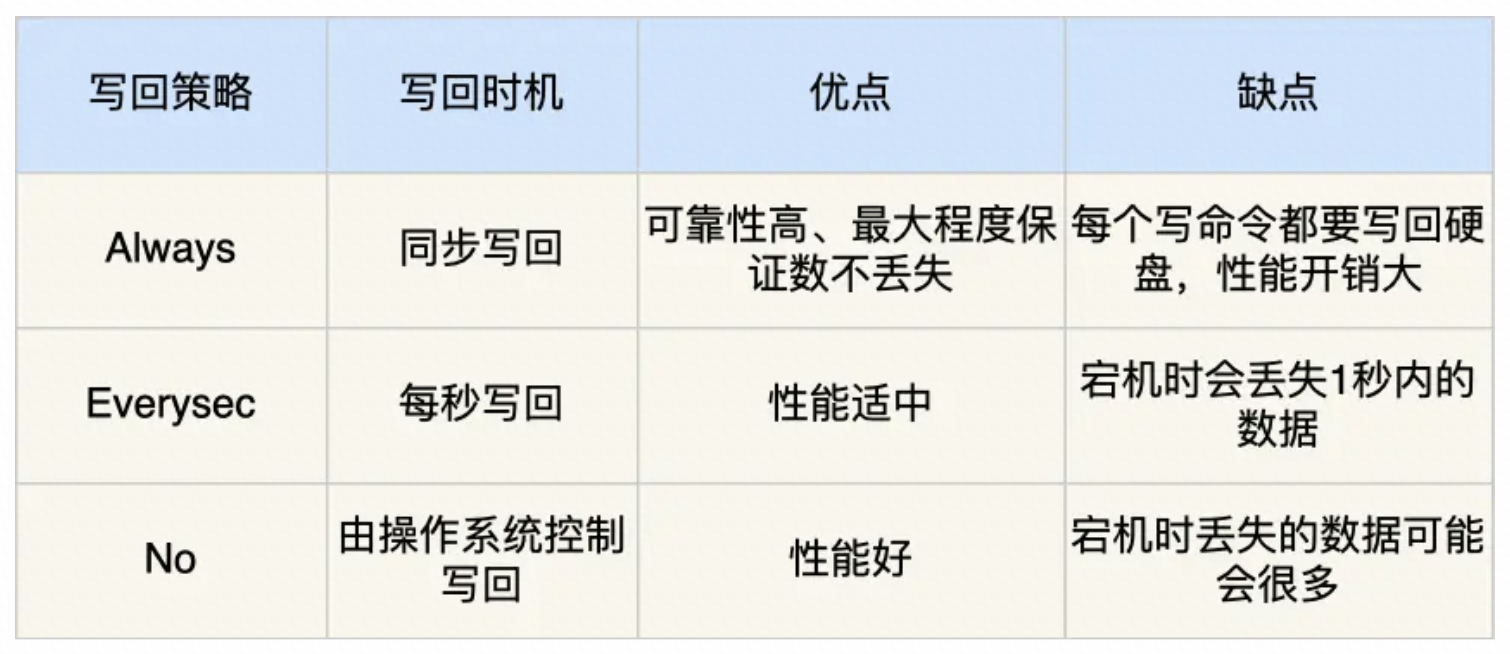 写回策略
写回时机
优点
缺点
Always
同步写回
可靠性高、最大程度保
证数不丢失
每个写命令都要写回硬
盘，性能开销大
Everysec
每秒写回
性能适中
宕机时会丢失1秒内的
数据
No
由操作系统控制
写回
性能好
宕机时丢失的数据可能
会很多